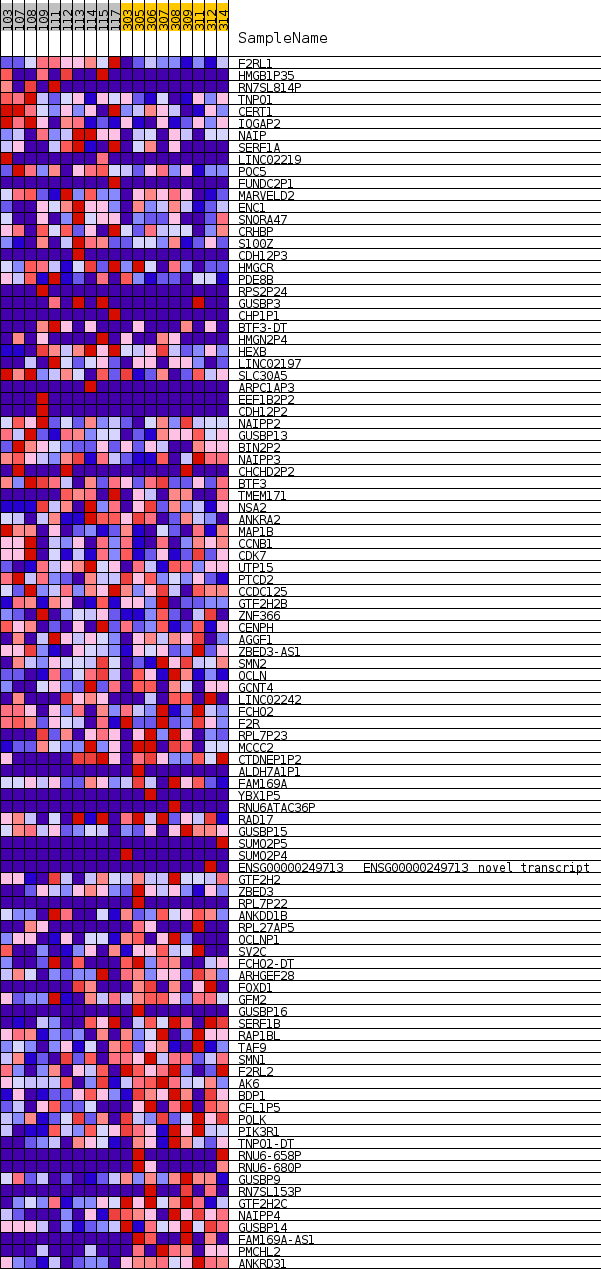 103 107 108 109 111 112 113 114 115 117 303 305 306 307 308 309 311 312 314
SampleName
F2RL1
HMGB1P35
RN7SL814P
TNPO1
CERT1
IQGAP2
NAIP
SERF1A
LINC02219
POC5
FUNDC2P1
MARVELD2
ENC1
SNORA47
CRHBP
S100Z
CDH12P3
HMGCR
PDE8B
RPS2P24
GUSBP3
CHP1P1
BTF3-DT
HMGN2P4
HEXB
LINC02197
SLC30A5
ARPC1AP3
EEF1B2P2
CDH12P2
NAIPP2
GUSBP13
BIN2P2
NAIPP3
CHCHD2P2
BTF3
TMEM171
NSA2
ANKRA2
MAP1B
CCNB1
CDK7
UTP15
PTCD2
CCDC125
GTF2H2B
ZNF366
CENPH
AGGF1
ZBED3-AS1
SMN2
OCLN
GCNT4
LINC02242
FCHO2
F2R
RPL7P23
MCCC2
CTDNEP1P2
ALDH7A1P1
FAM169A
YBX1P5
RNU6ATAC36P
RAD17
GUSBP15
SUMO2P5
SUMO2P4
ENSG00000249713 ENSG00000249713 novel transcript
GTF2H2
ZBED3
RPL7P22
ANKDD1B
RPL27AP5
OCLNP1
SV2C
FCHO2-DT
ARHGEF28
FOXD1
GFM2
GUSBP16
SERF1B
RAP1BL
TAF9
SMN1
F2RL2
AK6
BDP1
CFL1P5
POLK
PIK3R1
TNPO1-DT
RNU6-658P
RNU6-680P
GUSBP9
RN7SL153P
GTF2H2C
NAIPP4
GUSBP14
FAM169A-AS1
PMCHL2
ANKRD31